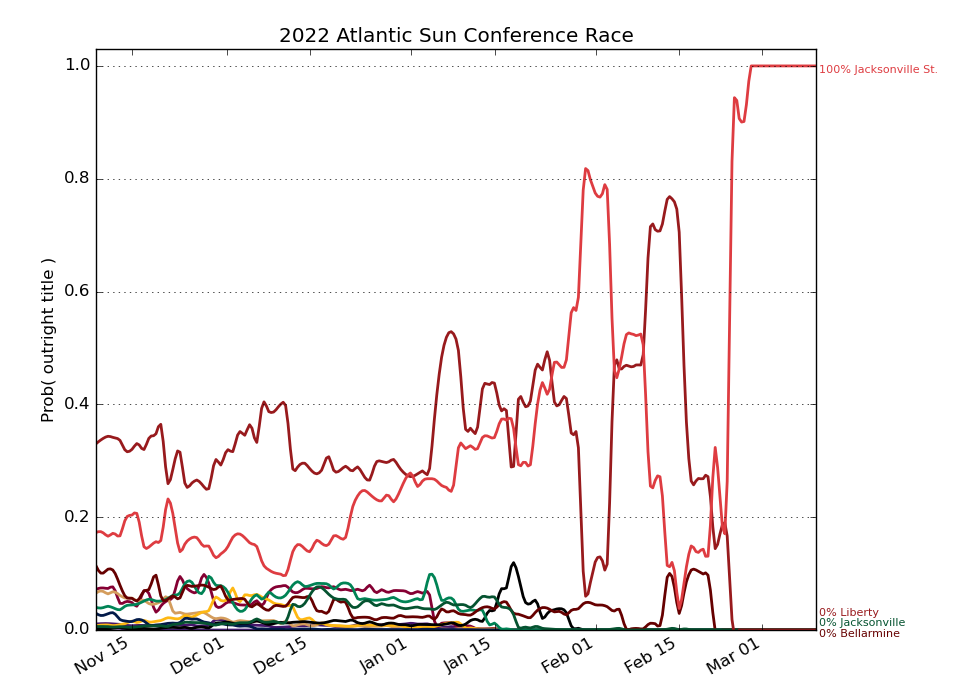 2022 Atlantic Sun Conference Race
Prob( outright title )
1.0
0.8
0.6
0.4
0.2
0.0
Nov 15
Dec 01
Dec 15
Jan 01
Jan 15
Feb 01
Feb 15
Mar 01
100% Jacksonville St.
0% Liberty
0% Jacksonville
0% Bellarmine